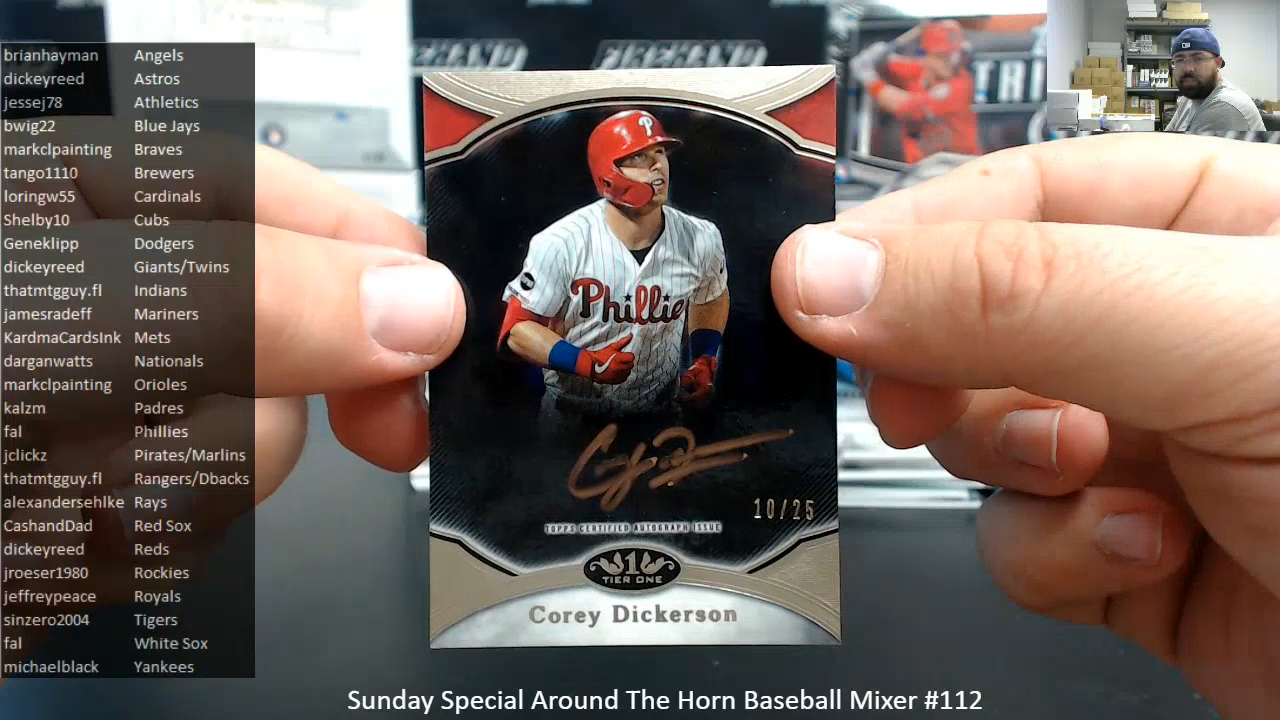 brianhayman Angels
dickeyreed Astros
jessej78 Athletics
bwig22 Blue Jays
markclpainting Braves
tango1110 Brewers
loringw55 Cardinals
Shelby10 Cubs
Geneklipp Dodgers
dickeyreed Giants/Twins
thatmtgguy.fl Indians
jamesradeff Mariners
KardmaCardsInk Mets
darganwatts Nationals
markclpainting Orioles
kalzm Padres
fal Phillies
jclickz Pirates/Marlins
thatmtgguy.fl Rangers/Dbacks
alexandersehlke Rays
CashandDad Red Sox
dickeyreed Reds
jroeser1980 Rockies
jeffreypeace Royals
sinzero2004 Tigers
fal White Sox
michaelblack Yankees
FIREHAND FIREHAND
TRI
P
Phillie
10/25
TOPPS CERTIFIED AUTOGRAPH ISSUE
1
TIER ONE
Corey Dickerson
Sunday Special Around The Horn Baseball Mixer #112